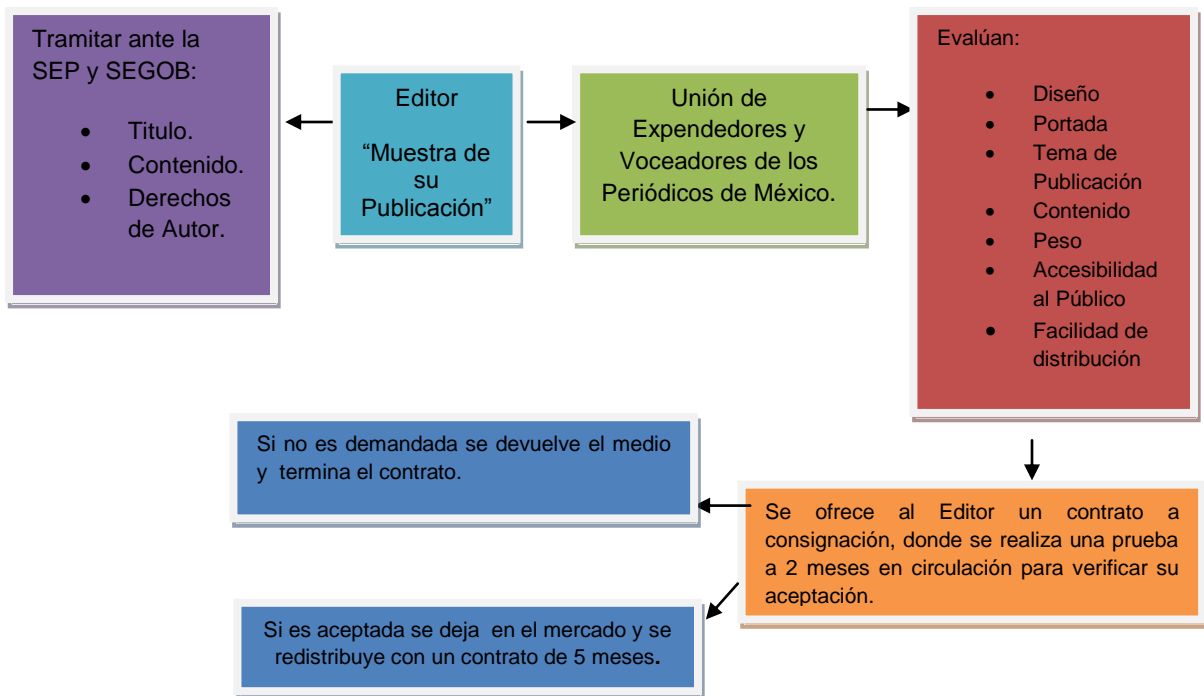 Tramitar ante la
SEP y SEGOB:
• Titulo.
• Contenido.
• Derechos
de Autor.
Editor
“Muestra de
su
Publicación”
Unión de
Expendedores y
Voceadores de los
Periódicos de México.
Evalúan:
• Diseño
• Portada
• Tema de
Publicación
• Contenido
• Peso
• Accesibilidad
al Público
• Facilidad de
distribución
Si no es demandada se devuelve el medio
y termina el contrato.
Se ofrece al Editor un contrato a
consignación, donde se realiza una prueba
a 2 meses en circulación para verificar su
aceptación.
Si es aceptada se deja en el mercado y se
redistribuye con un contrato de 5 meses.